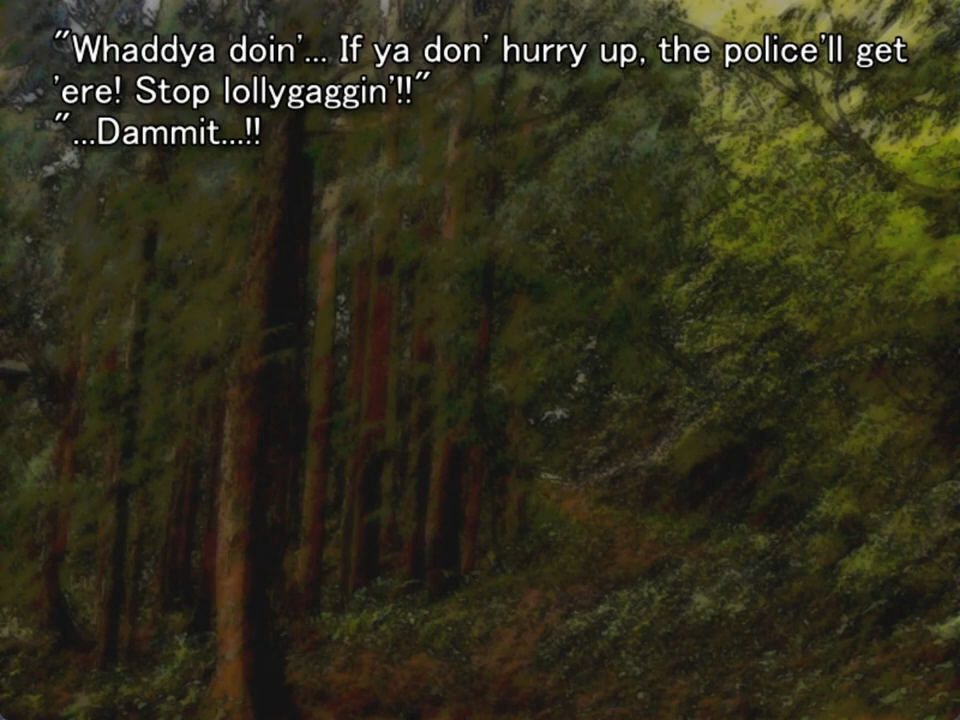 "Whaddya doin'... If ya don' hurry up, the police'll get
'ere! Stop lollygaggin'!!"
"...Dammit...!!